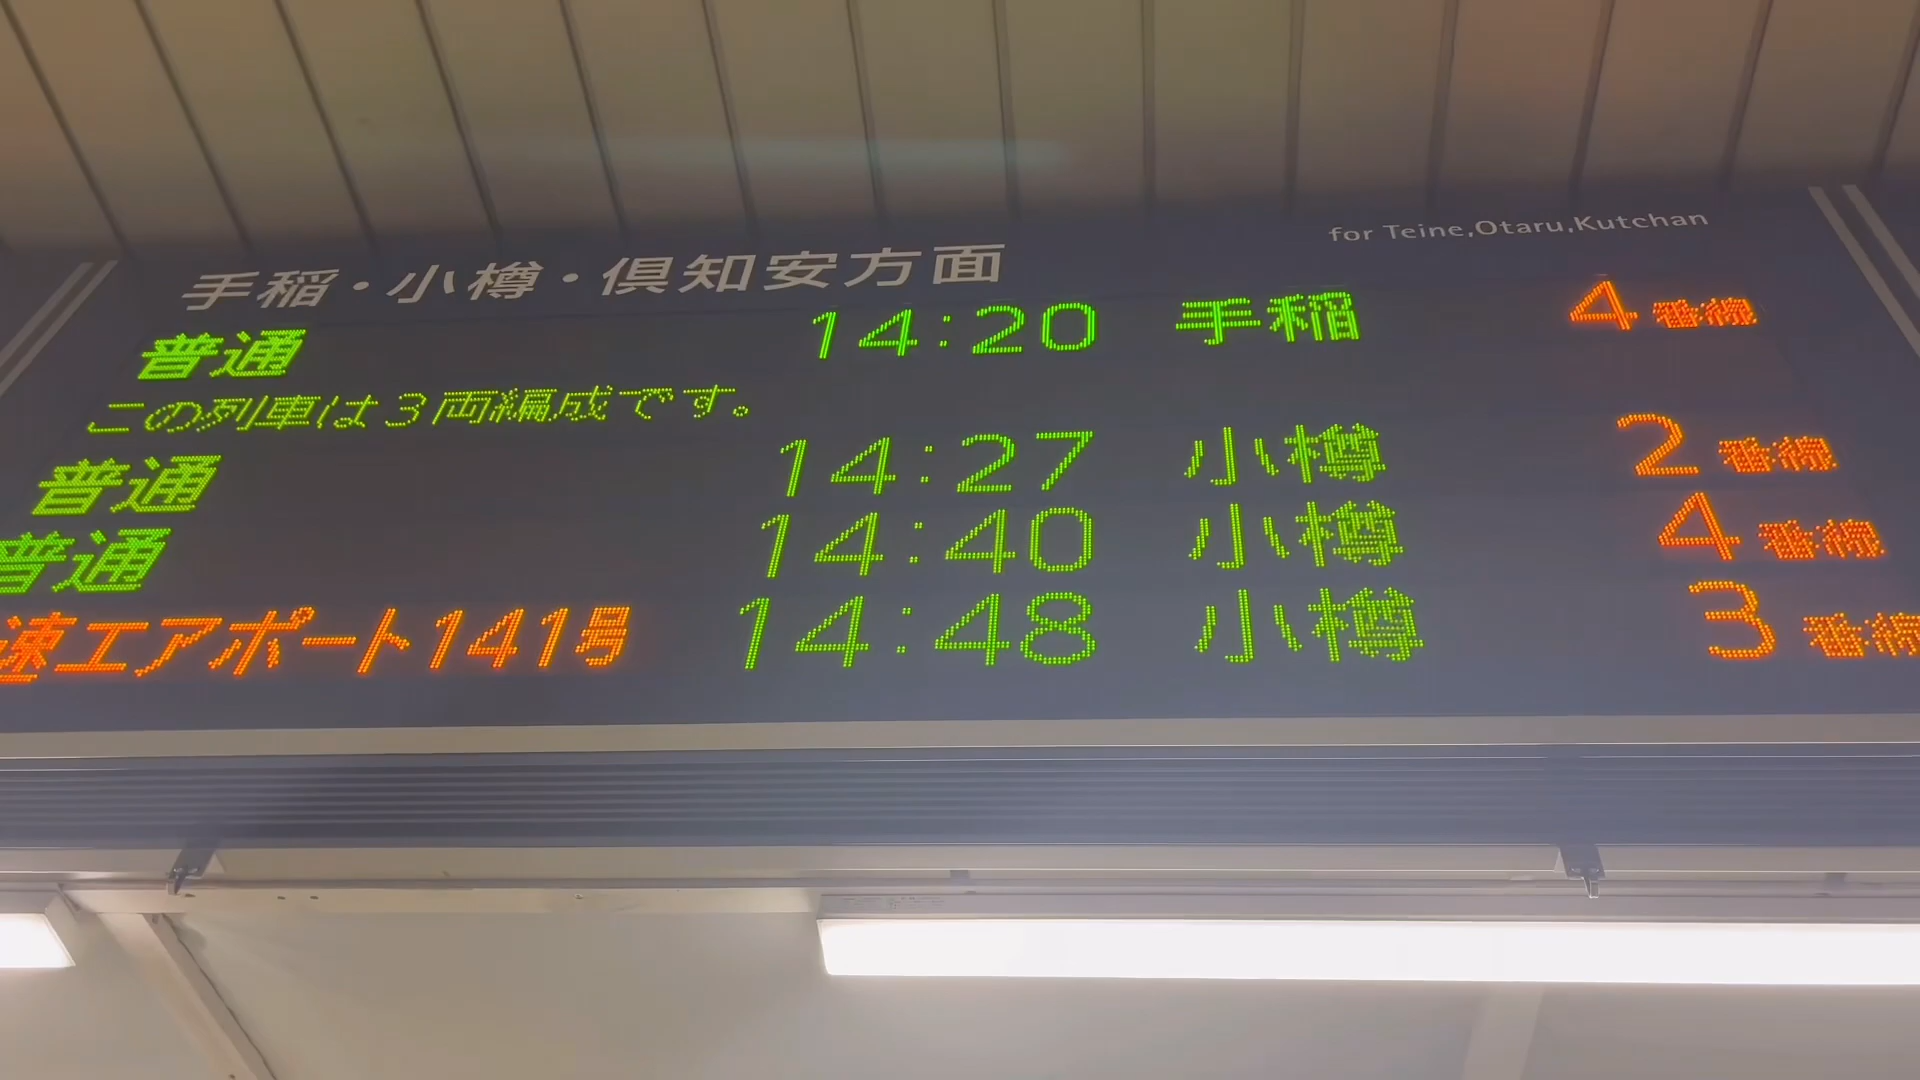 手稲・小樽・倶知安方面
for Teine,Otaru,Kutchan
普通 14:20 手稲 4番線
この列車は3両編成です。
普通 14:27 小樽 2番線
普通 14:40 小樽 4番線
速エアポート141号 14:48 小樽 3番線